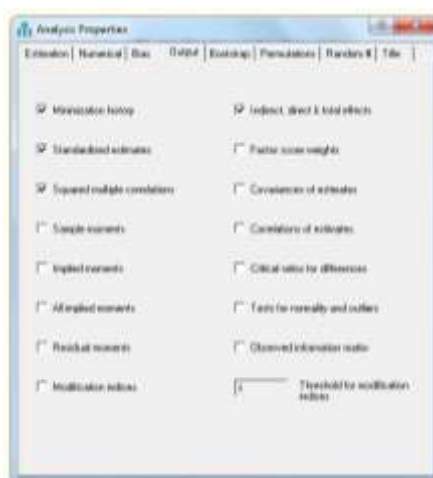 Analysis Properties
Estimation | Numerical | Bias | Output | Bootstrap | Permutations | Random # | Title |
Minimization history
Indirect, direct & total effects
Standardized estimates
Factor score weights
Squared multiple correlations
Covariances of estimates
Sample moments
Correlations of estimates
Implied moments
Critical ratios for differences
All implied moments
Tests for normality and outliers
Residual moments
Observed information matrix
Modification indices
Threshold for modification
indices